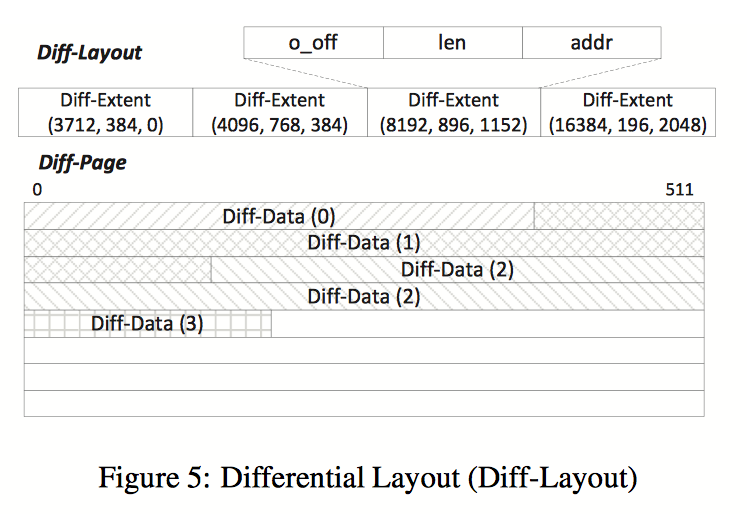 Diff-Layout
o_off len addr
Diff-Extent Diff-Extent Diff-Extent Diff-Extent
(3712, 384, 0) (4096, 768, 384) (8192, 896, 1152) (16384, 196, 2048)
Diff-Page
0 511
Diff-Data (0)
Diff-Data (1)
Diff-Data (2)
Diff-Data (2)
Diff-Data (3)
Figure 5: Differential Layout (Diff-Layout)